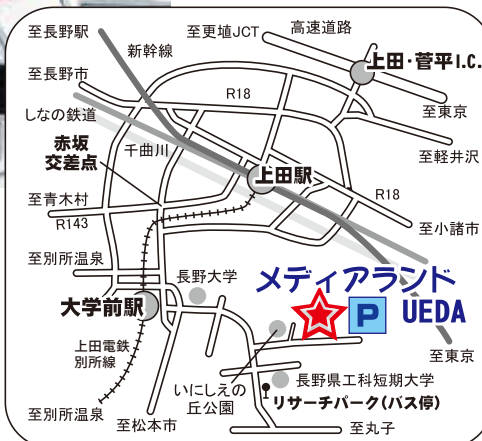 至長野駅
至更埴JCT
高速道路
新幹線
上田・菅平I.C.
至長野市
R18
至東京
しなの鉄道
赤坂
交差点
千曲川
至軽井沢
上田駅
至青木村
R18
R143
至小諸市
至別所温泉
長野大学
メディアランド
大学前駅
P
UEDA
上田電鉄
別所線
至東京
いにしえの
丘公園
長野県工科短期大学
リサーチパーク(バス停)
至別所温泉
至松本市
至丸子